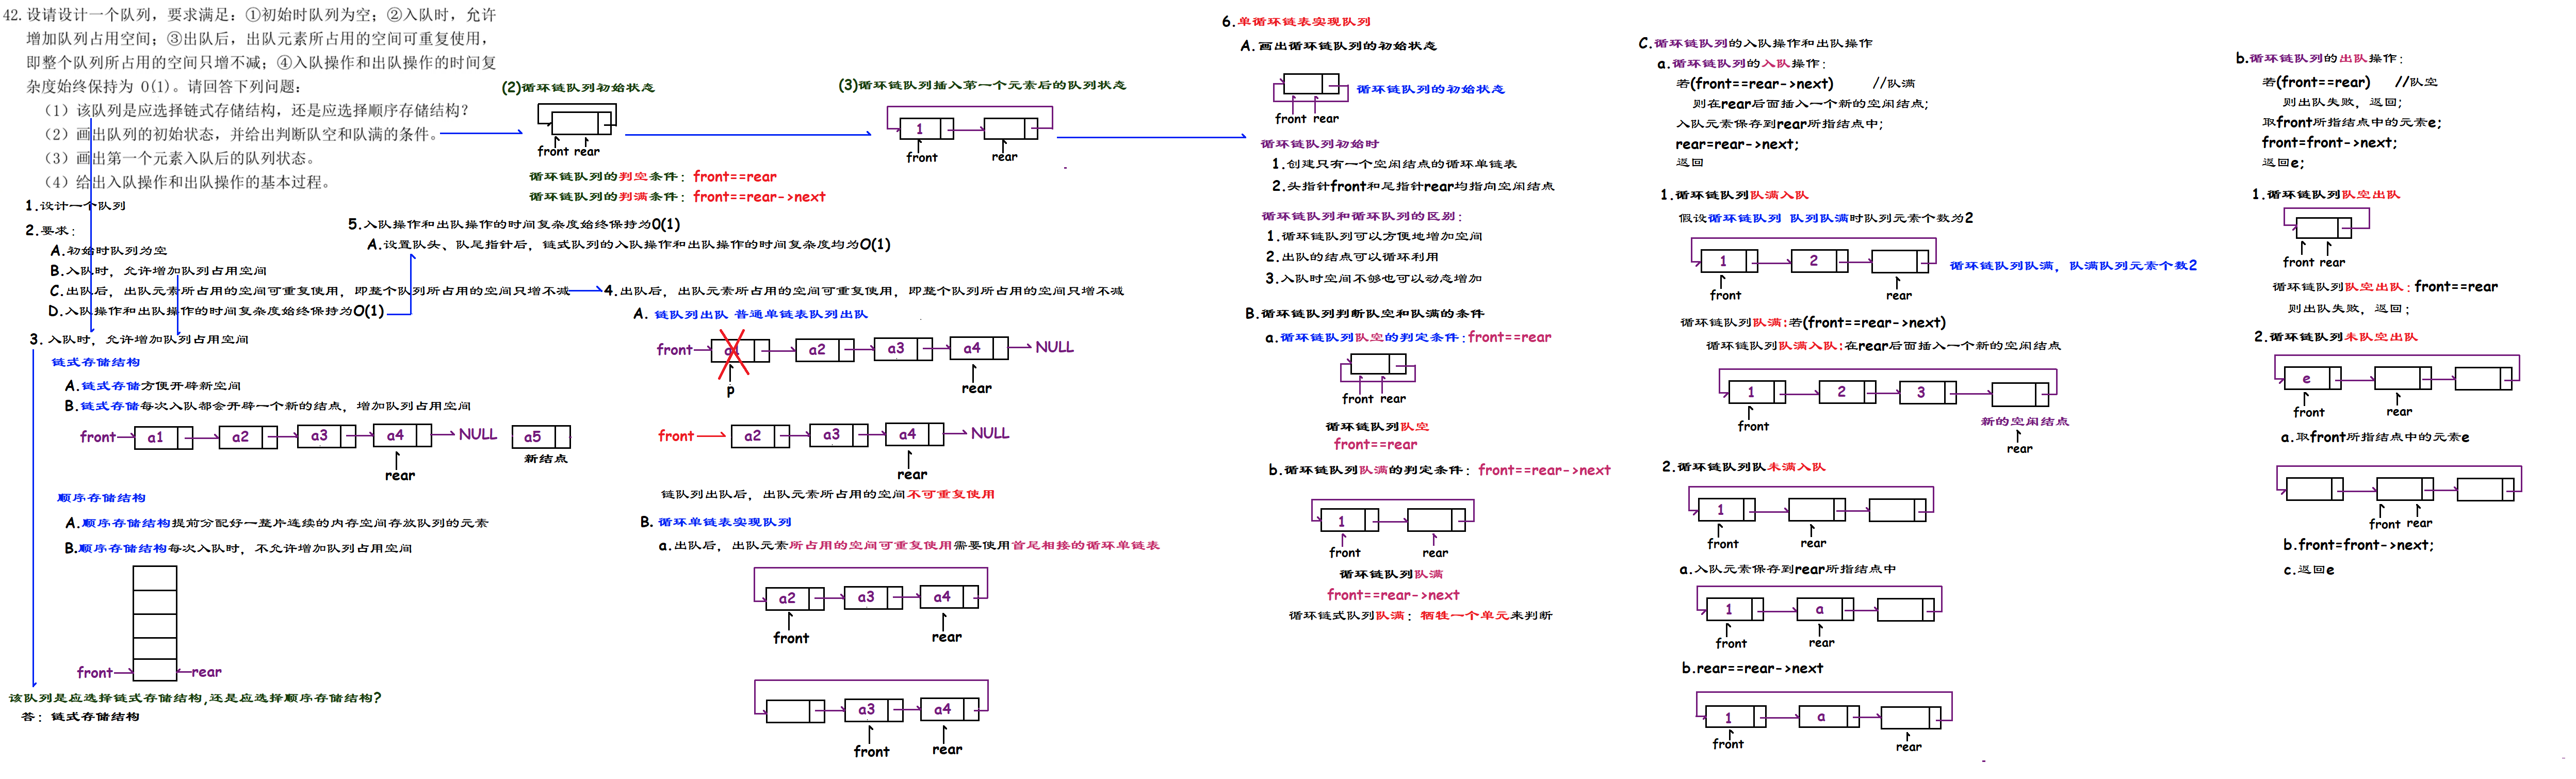 42. 设请设计一个队列，要求满足：①初始时队列为空；②入队时，允许
增加队列占用空间；③出队后，出队元素所占用的空间可重复使用，
即整个队列所占用的空间只增不减；④入队操作和出队操作的时间复
杂度始终保持为 O(1)。请回答下列问题：
（1）该队列是应选择链式存储结构，还是应选择顺序存储结构？
（2）画出队列的初始状态，并给出判断队空和队满的条件。
（3）画出第一个元素入队后的队列状态。
（4）给出入队操作和出队操作的基本过程。
1.设计一个队列
2.要求：
A.初始时队列为空
B.入队时，允许增加队列占用空间
C.出队后，出队元素所占用的空间可重复使用，即整个队列所占用的空间只增不减
D.入队操作和出队操作的时间复杂度始终保持为O(1)
3. 入队时，允许增加队列占用空间
链式存储结构
A.链式存储方便开辟新空间
B.链式存储每次入队都会开辟一个新的结点，增加队列占用空间
front a1 a2 a3 a4 NULL a5
rear
新结点
顺序存储结构
A.顺序存储结构提前分配好一整片连续的内存空间存放队列的元素
B.顺序存储结构每次入队时，不允许增加队列占用空间
front rear
该队列是应选择链式存储结构,还是应选择顺序存储结构?
答：链式存储结构
(2)循环链队列初始状态
front rear
循环链队列的判空条件：front==rear
循环链队列的判满条件：front==rear->next
(3)循环链队列插入第一个元素后的队列状态
1
front rear
5.入队操作和出队操作的时间复杂度始终保持为O(1)
A.设置队头、队尾指针后，链式队列的入队操作和出队操作的时间复杂度均为O(1)
4.出队后，出队元素所占用的空间可重复使用，即整个队列所占用的空间只增不减
A. 链队列出队 普通单链表队列出队
front a1 a2 a3 a4 NULL
p rear
front a2 a3 a4 NULL
rear
链队列出队后，出队元素所占用的空间不可重复使用
B. 循环单链表实现队列
a.出队后，出队元素所占用的空间可重复使用需要使用首尾相接的循环单链表
a2 a3 a4
front rear
a3 a4
front rear
6.单循环链表实现队列
A.画出循环链队列的初始状态
循环链队列的初始状态
front rear
循环链队列初始时
1.创建只有一个空闲结点的循环单链表
2.头指针front和尾指针rear均指向空闲结点
循环链队列和循环队列的区别：
1.循环链队列可以方便地增加空间
2.出队的结点可以循环利用
3.入队时空间不够也可以动态增加
B.循环链队列判断队空和队满的条件
a.循环链队列队空的判定条件：front==rear
front rear
循环链队列队空
front==rear
b.循环链队列队满的判定条件：front==rear->next
1
front rear
循环链队列队满
front==rear->next
循环链式队列队满：牺牲一个单元来判断
C.循环链队列的入队操作和出队操作
a.循环链队列的入队操作：
若(front==rear->next) //队满
则在rear后面插入一个新的空闲结点;
入队元素保存到rear所指结点中;
rear=rear->next;
返回
1.循环链队列队满入队
假设循环链队列 队列队满时队列元素个数为2
1 2
循环链队列队满，队满队列元素个数2
front rear
循环链队列队满:若(front==rear->next)
循环链队列队满入队:在rear后面插入一个新的空闲结点
1 2 3
front
新的空闲结点
rear
2.循环链队列队未满入队
1
front rear
a.入队元素保存到rear所指结点中
1 a
front rear
b.rear==rear->next
1 a
front rear
b.循环链队列的出队操作：
若(front==rear) //队空
则出队失败，返回;
取front所指结点中的元素e;
front=front->next;
返回e;
1.循环链队列队空出队
front rear
循环链队列队空出队：front==rear
则出队失败，返回；
2.循环链队列未队空出队
e
front rear
a.取front所指结点中的元素e
front rear
b.front=front->next;
c.返回e